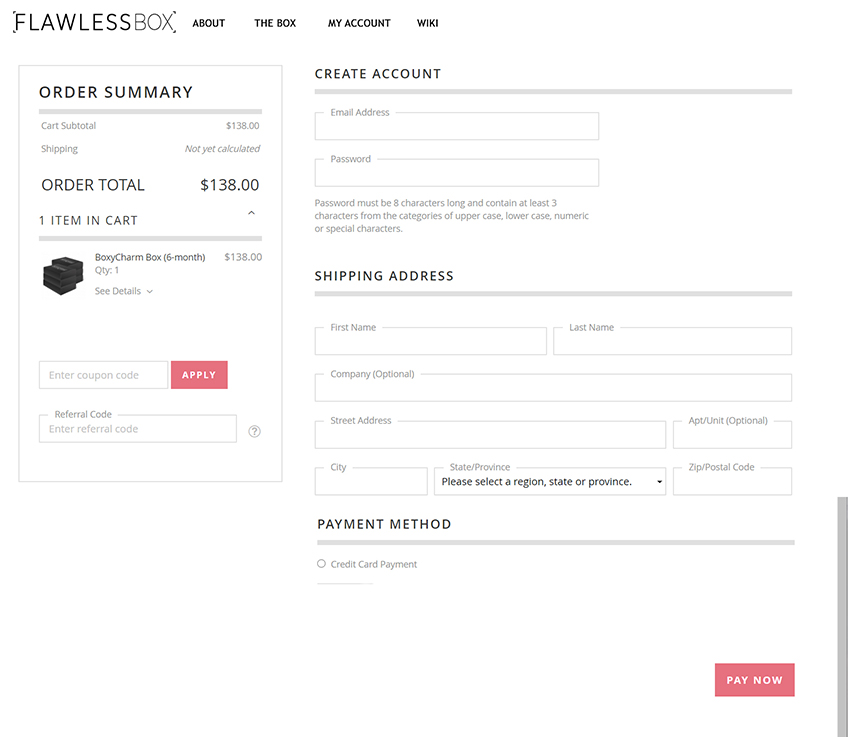 [FLAWLESSBOX]
ABOUT
THE BOX
MY ACCOUNT
WIKI
ORDER SUMMARY
Cart Subtotal $138.00
Shipping Not yet calculated
ORDER TOTAL $138.00
1 ITEM IN CART
BoxyCharm Box (6-month) $138.00
Qty: 1
See Details
Enter coupon code APPLY
Referral Code
Enter referral code ?
CREATE ACCOUNT
Email Address
Password
Password must be 8 characters long and contain at least 3
characters from the categories of upper case, lower case, numeric
or special characters.
SHIPPING ADDRESS
First Name Last Name
Company (Optional)
Street Address Apt/Unit (Optional)
City State/Province Zip/Postal Code
Please select a region, state or province.
PAYMENT METHOD
Credit Card Payment
PAY NOW